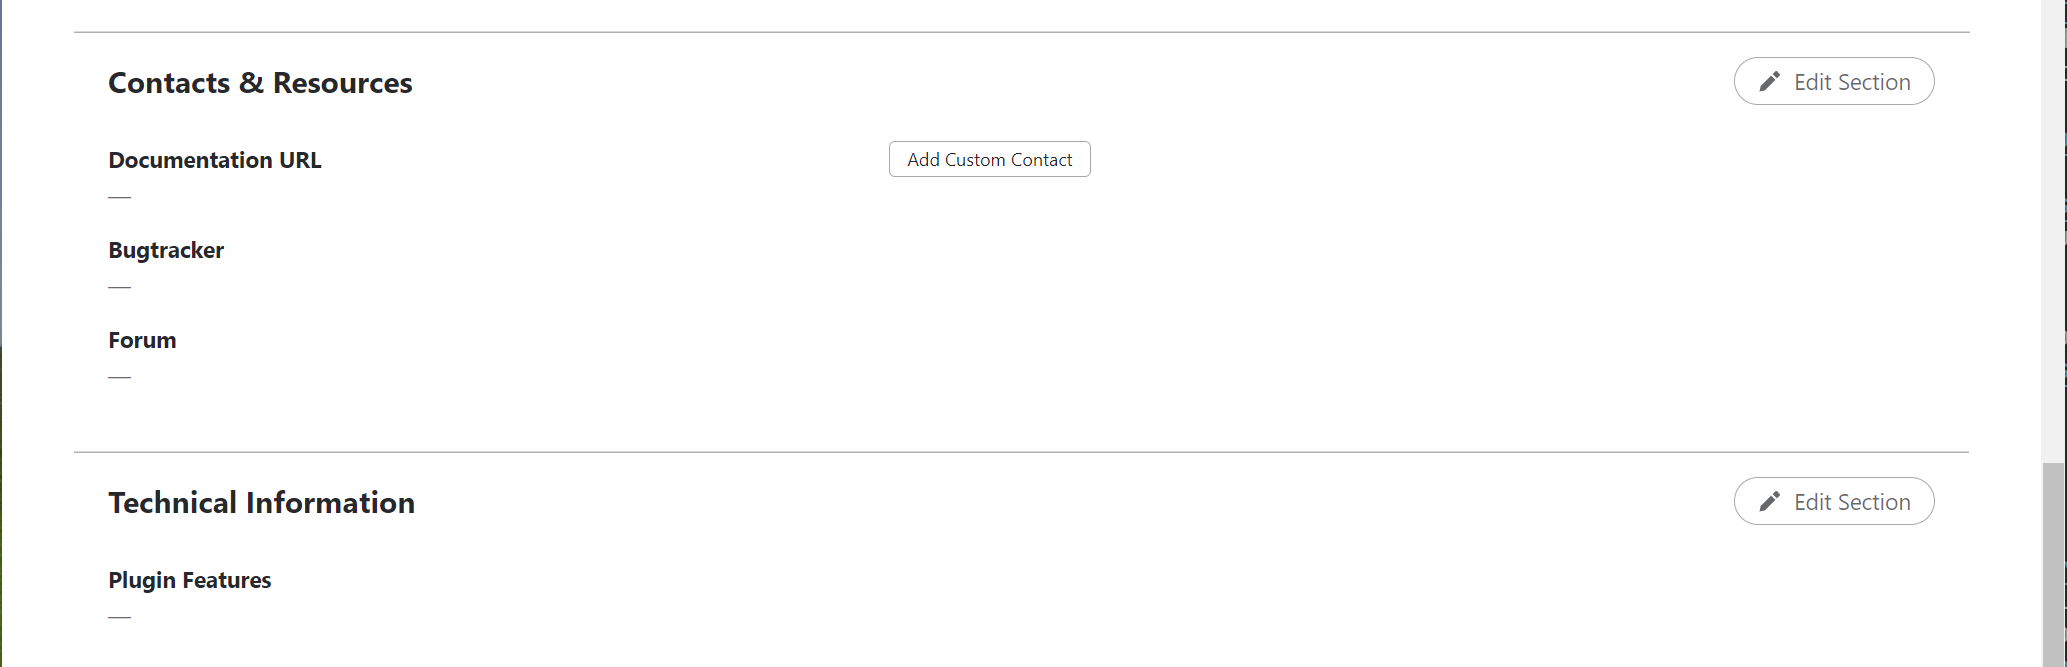 Contacts & Resources
Edit Section
Documentation URL
—
Add Custom Contact
Bugtracker
—
Forum
—
Technical Information
Edit Section
Plugin Features
—